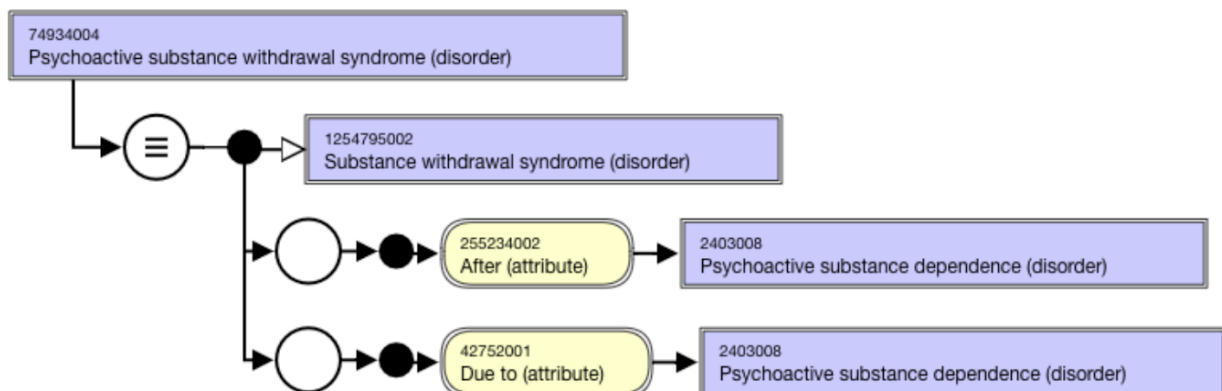 74934004
Psychoactive substance withdrawal syndrome (disorder)
1254795002
Substance withdrawal syndrome (disorder)
255234002
After (attribute)
2403008
Psychoactive substance dependence (disorder)
42752001
Due to (attribute)
2403008
Psychoactive substance dependence (disorder)